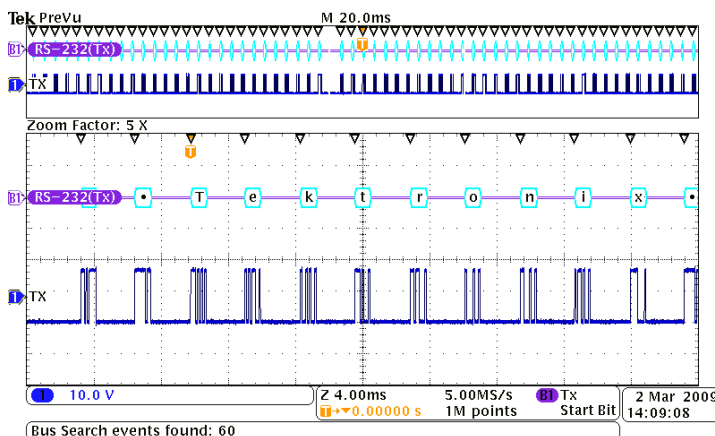 Tek PreVu M 20.0ms
B1 RS-232(Tx) T
1 TX
Zoom Factor: 5 X
T
B1 RS-232(Tx) • T e k t r o n i x •
1 TX
1 10.0 V Z 4.00ms 5.00MS/s B1 Tx 2 Mar 2009
T→▼0.00000 s 1M points Start Bit 14:09:08
Bus Search events found: 60